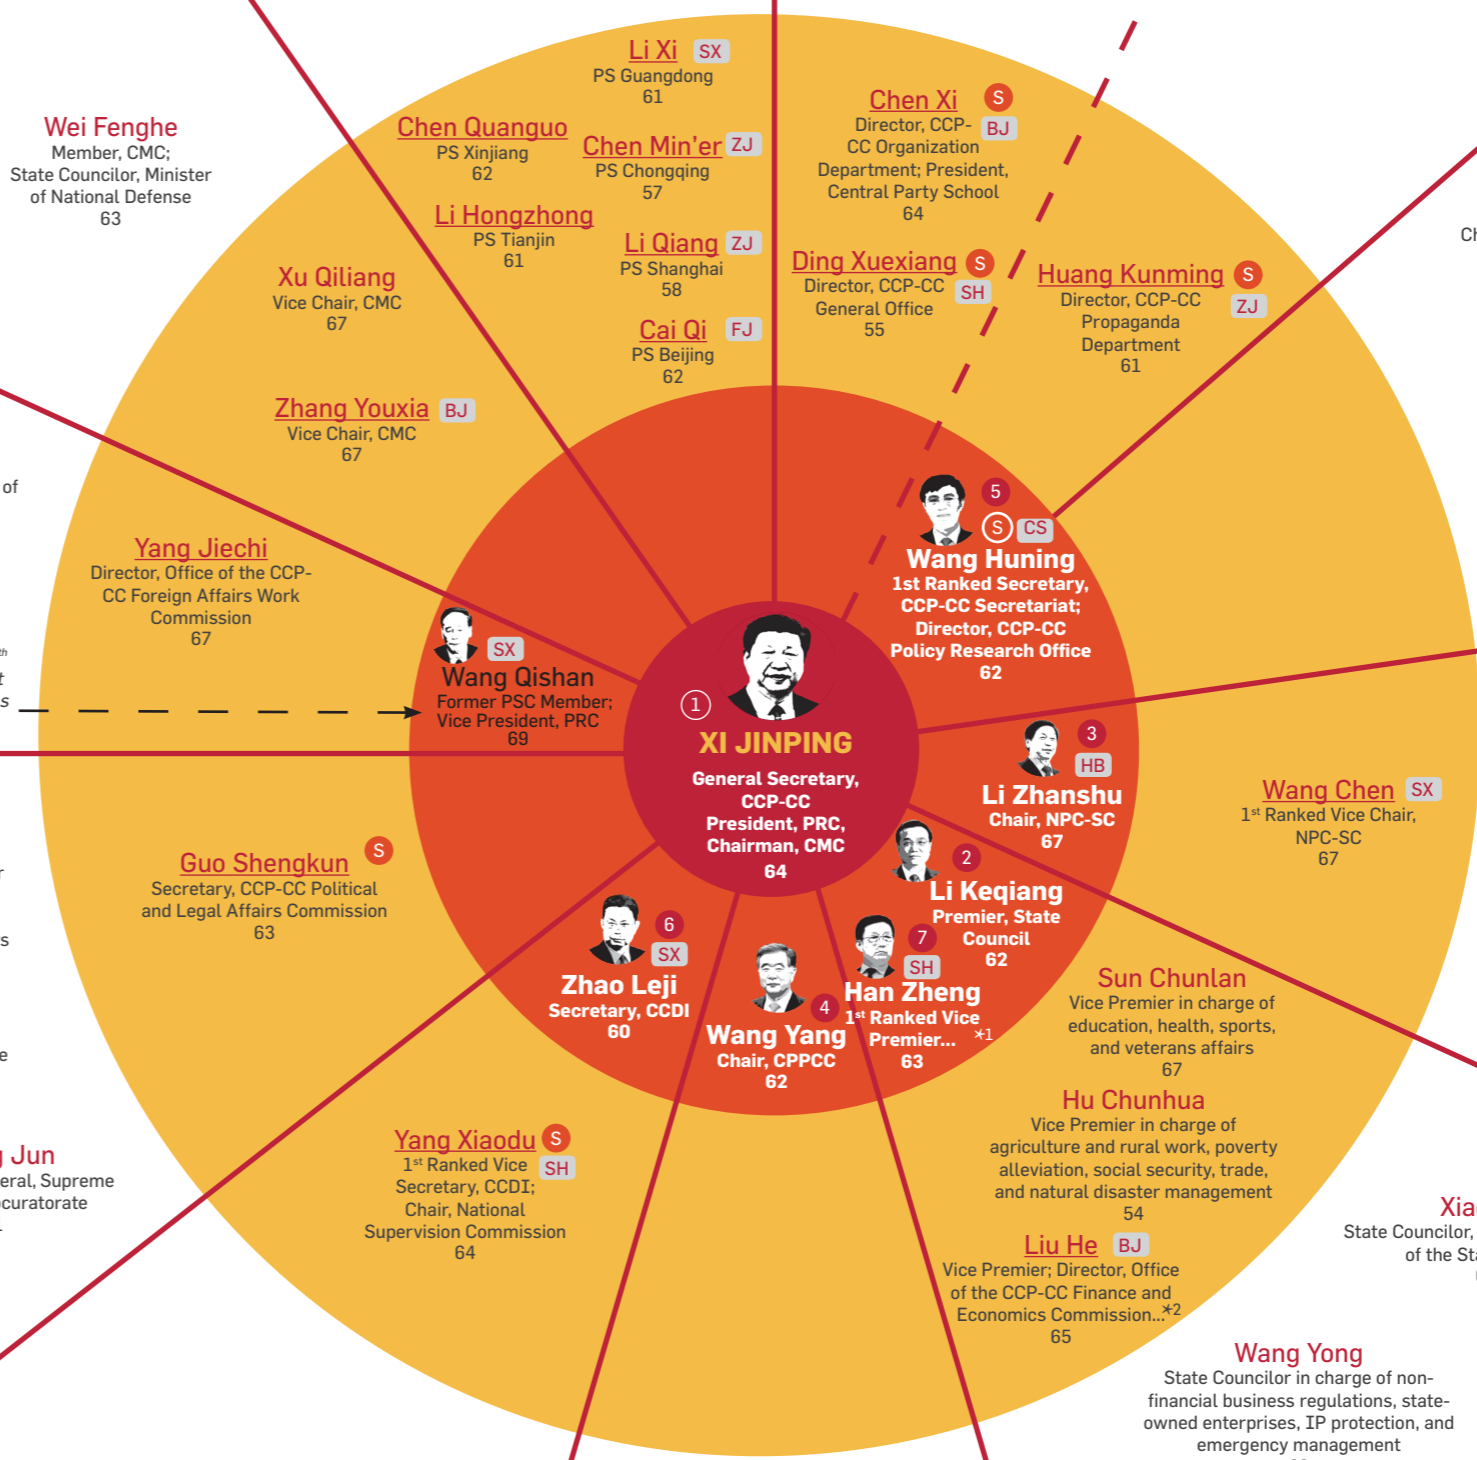 Li Xi SX
PS Guangdong
61
Chen Quanguo
PS Xinjiang
62
Chen Min'er ZJ
PS Chongqing
57
Li Hongzhong
PS Tianjin
61
Li Qiang ZJ
PS Shanghai
58
Cai Qi FJ
PS Beijing
62
Chen Xi S
BJ
Director, CCP-
CC Organization
Department; President,
Central Party School
64
Ding Xuexiang S
SH
Director, CCP-CC
General Office
55
Huang Kunming S
ZJ
Director, CCP-CC
Propaganda
Department
61
Ch
Wei Fenghe
Member, CMC;
State Councilor, Minister
of National Defense
63
Xu Qiliang
Vice Chair, CMC
67
Zhang Youxia BJ
Vice Chair, CMC
67
of
Yang Jiechi
Director, Office of the CCP-
CC Foreign Affairs Work
Commission
67
th
t
s
SX
Wang Qishan
Former PSC Member;
Vice President, PRC
69
5
S CS
Wang Huning
1st Ranked Secretary,
CCP-CC Secretariat;
Director, CCP-CC
Policy Research Office
62
1
XI JINPING
General Secretary,
CCP-CC
President, PRC,
Chairman, CMC
64
3
HB
Li Zhanshu
Chair, NPC-SC
67
Wang Chen SX
1st Ranked Vice Chair,
NPC-SC
67
2
Li Keqiang
Premier, State
Council
62
7
SH
Han Zheng
1st Ranked Vice
Premier... *1
63
4
Wang Yang
Chair, CPPCC
62
6
SX
Zhao Leji
Secretary, CCDI
60
Guo Shengkun S
Secretary, CCP-CC Political
and Legal Affairs Commission
63
r
s
e
Jun
eral, Supreme
curatorate
Yang Xiaodu S
SH
1st Ranked Vice
Secretary, CCDI;
Chair, National
Supervision Commission
64
Sun Chunlan
Vice Premier in charge of
education, health, sports,
and veterans affairs
67
Hu Chunhua
Vice Premier in charge of
agriculture and rural work, poverty
alleviation, social security, trade,
and natural disaster management
54
Liu He BJ
Vice Premier; Director, Office
of the CCP-CC Finance and
Economics Commission...*2
65
Xia
State Councilor,
of the Sta
Wang Yong
State Councilor in charge of non-
financial business regulations, state-
owned enterprises, IP protection, and
emergency management